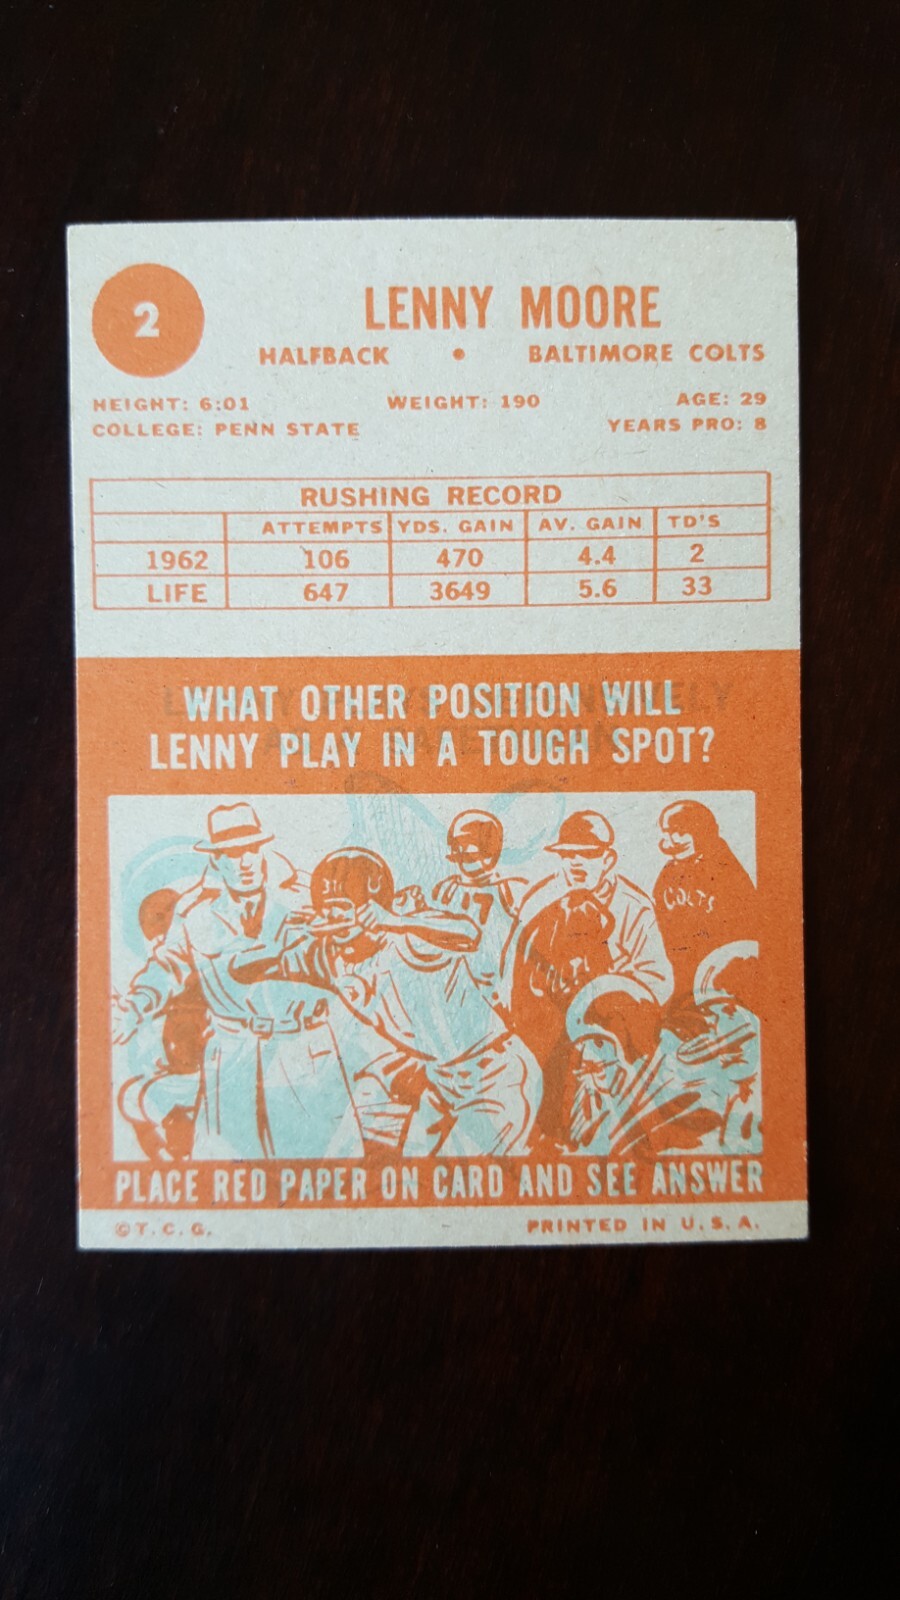 2
LENNY MOORE
HALFBACK • BALTIMORE COLTS
HEIGHT: 6:01 WEIGHT: 190 AGE: 29
COLLEGE: PENN STATE YEARS PRO: 8
RUSHING RECORD
ATTEMPTS YDS. GAIN AV. GAIN TD'S
1962 106 470 4.4 2
LIFE 647 3649 5.6 33
WHAT OTHER POSITION WILL
LENNY PLAY IN A TOUGH SPOT?
31
COLTS
PLACE RED PAPER ON CARD AND SEE ANSWER
©T.C.G. PRINTED IN U.S.A.